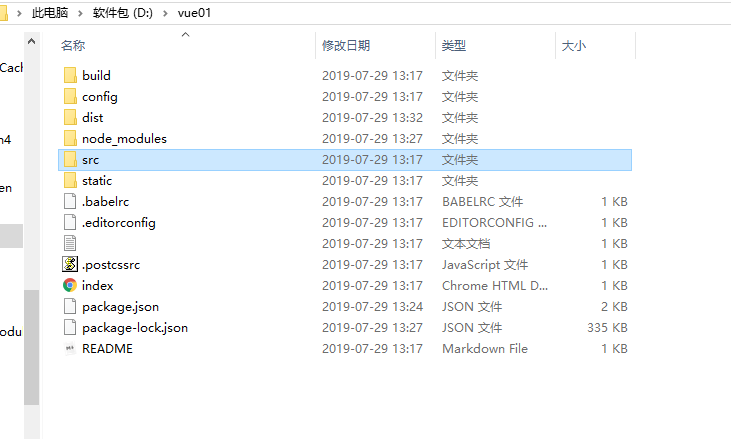 此电脑 > 软件包 (D:) > vue01
名称 修改日期 类型 大小
build 2019-07-29 13:17 文件夹
config 2019-07-29 13:17 文件夹
dist 2019-07-29 13:32 文件夹
node_modules 2019-07-29 13:27 文件夹
src 2019-07-29 13:17 文件夹
static 2019-07-29 13:17 文件夹
.babelrc 2019-07-29 13:17 BABELRC 文件 1 KB
.editorconfig 2019-07-29 13:17 EDITORCONFIG ... 1 KB
2019-07-29 13:17 文本文档 1 KB
.postcssrc 2019-07-29 13:17 JavaScript 文件 1 KB
index 2019-07-29 13:17 Chrome HTML D... 1 KB
package.json 2019-07-29 13:24 JSON 文件 2 KB
package-lock.json 2019-07-29 13:27 JSON 文件 335 KB
README 2019-07-29 13:17 Markdown File 1 KB
Cach
n4
en
odu